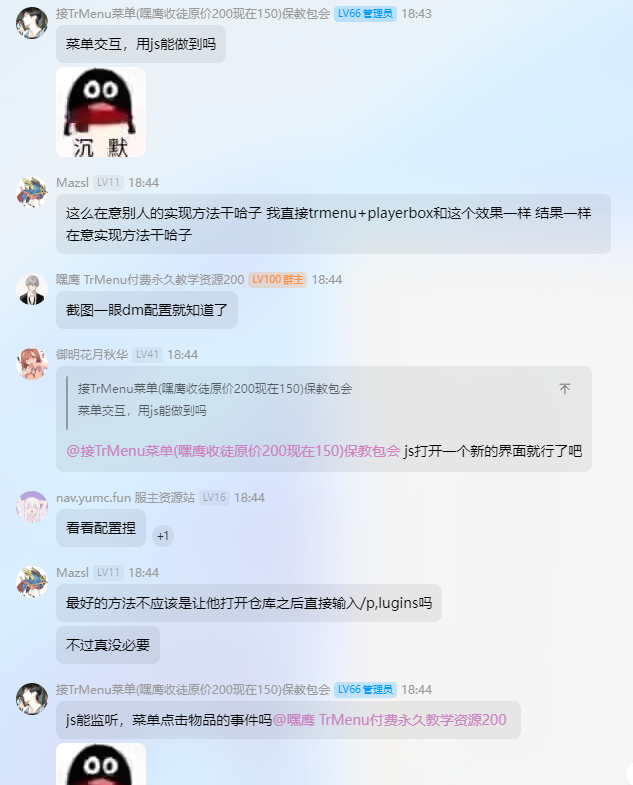 接TrMenu菜单(嘿鹰收徒原价200现在150)保教包会 LV66 管理员 18:43
菜单交互，用js能做到吗
沉 默
Mazsl LV11 18:44
这么在意别人的实现方法干哈子 我直接trmenu+playerbox和这个效果一样 结果一样
在意实现方法干哈子
嘿鹰 TrMenu付费永久教学资源200 LV100 群主 18:44
截图一眼dm配置就知道了
御明花月秋华 LV41 18:44
接TrMenu菜单(嘿鹰收徒原价200现在150)保教包会
菜单交互，用js能做到吗
@接TrMenu菜单(嘿鹰收徒原价200现在150)保教包会 js打开一个新的界面就行了吧
nav.yumc.fun 服主资源站 LV16 18:44
看看配置捏
+1
Mazsl LV11 18:44
最好的方法不应该是让他打开仓库之后直接输入/p,lugins吗
不过真没必要
接TrMenu菜单(嘿鹰收徒原价200现在150)保教包会 LV66 管理员 18:44
js能监听，菜单点击物品的事件吗@嘿鹰 TrMenu付费永久教学资源200